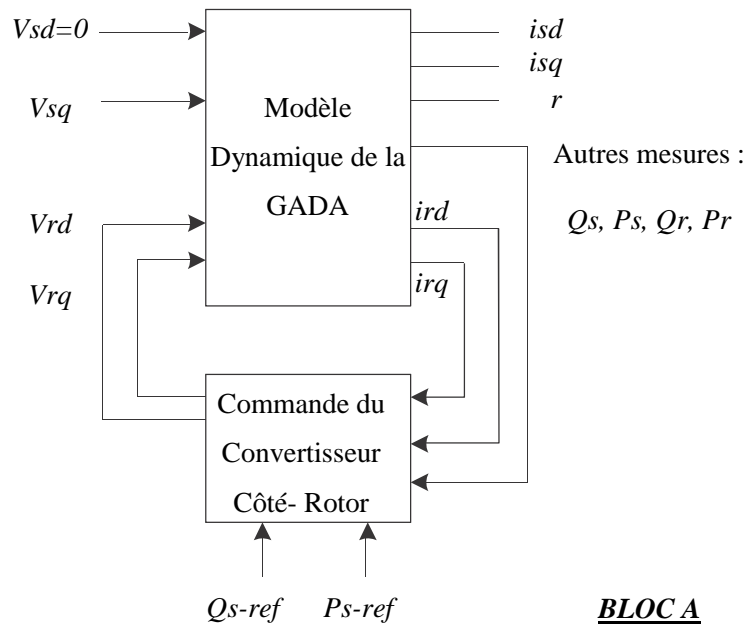 Vsd=0
isd
isq
Vsq
r
Modèle
Dynamique de la
GADA
Autres mesures :
Qs, Ps, Qr, Pr
Vrd
ird
Vrq
irq
Commande du
Convertisseur
Côté- Rotor
Qs-ref
Ps-ref
BLOC A